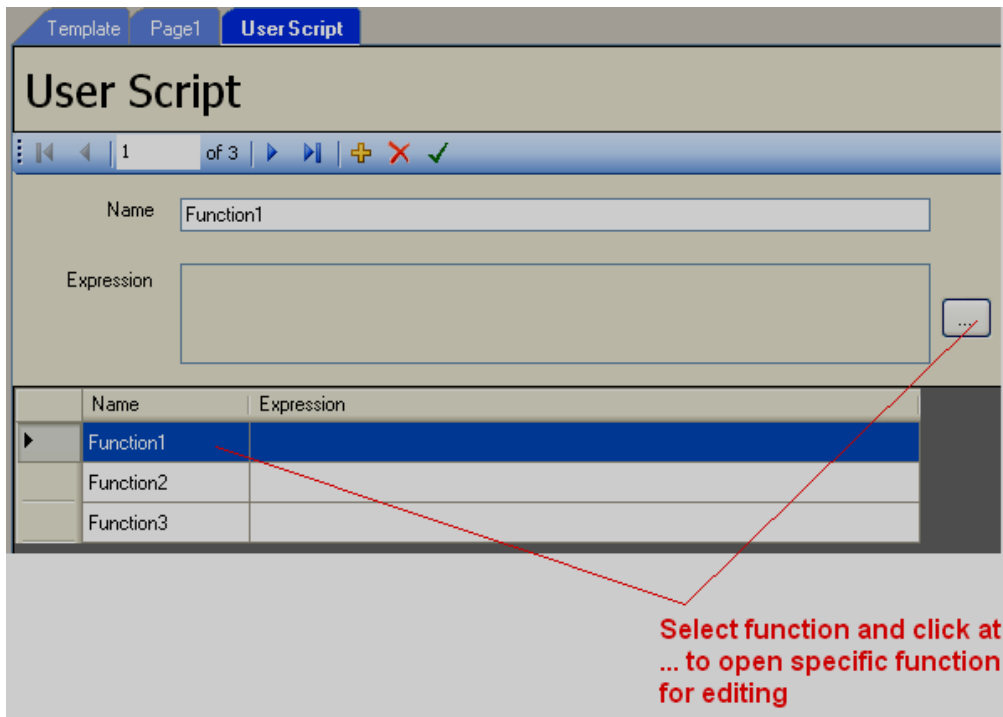 Template Page1 User Script
User Script
1 of 3
Name Function1
Expression
...
Name Expression
Function1
Function2
Function3
Select function and click at
... to open specific function
for editing